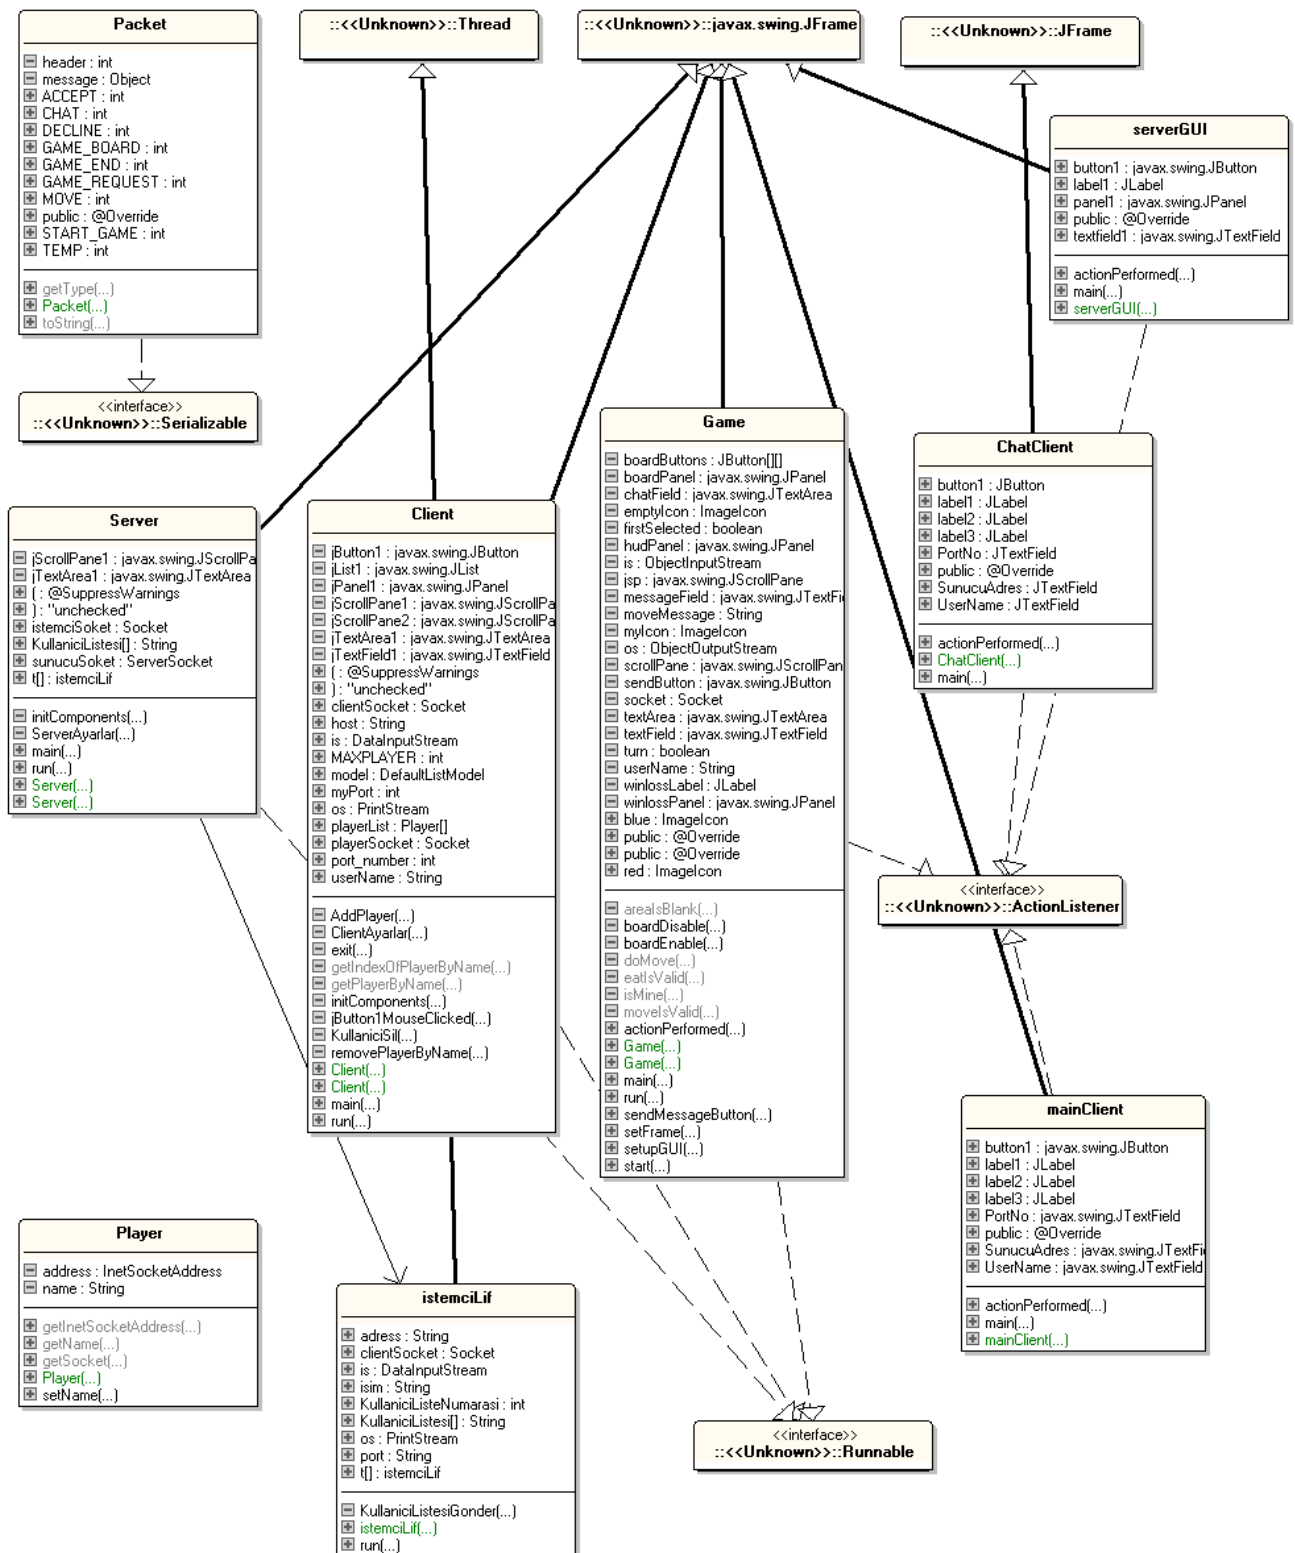 Packet
header : int
message : Object
ACCEPT : int
CHAT : int
DECLINE : int
GAME_BOARD : int
GAME_END : int
GAME_REQUEST : int
MOVE : int
public : @Override
START_GAME : int
TEMP : int
getType(...)
Packet(...)
toString(...)
::<<Unknown>>::Thread
::<<Unknown>>::javax.swing.JFrame
::<<Unknown>>::JFrame
serverGUI
button1 : javax.swing.JButton
label1 : JLabel
panel1 : javax.swing.JPanel
public : @Override
textfield1 : javax.swing.JTextField
actionPerformed(...)
main(...)
serverGUI(...)
<<interface>>
::<<Unknown>>::Serializable
Server
jScrollPane1 : javax.swing.JScrollPa
jTextArea1 : javax.swing.JTextArea
( : @SuppressWarnings
) : "unchecked"
istemciSoket : Socket
KullaniciListesi[] : String
sunucuSoket : ServerSocket
t[] : istemciLif
initComponents(...)
ServerAyarlar(...)
main(...)
run(...)
Server(...)
Server(...)
Client
jButton1 : javax.swing.JButton
jList1 : javax.swing.JList
jPanel1 : javax.swing.JPanel
jScrollPane1 : javax.swing.JScrollPa
jScrollPane2 : javax.swing.JScrollPa
jTextArea1 : javax.swing.JTextArea
jTextField1 : javax.swing.JTextField
( : @SuppressWarnings
) : "unchecked"
clientSocket : Socket
host : String
is : DataInputStream
MAXPLAYER : int
model : DefaultListModel
myPort : int
os : PrintStream
playerList : Player[]
playerSocket : Socket
port_number : int
userName : String
AddPlayer(...)
ClientAyarlar(...)
exit(...)
getIndexOfPlayerByName(...)
getPlayerByName(...)
initComponents(...)
jButton1MouseClicked(...)
KullaniciSil(...)
removePlayerByName(...)
Client(...)
Client(...)
main(...)
run(...)
Game
boardButtons : JButton[][]
boardPanel : javax.swing.JPanel
chatField : javax.swing.JTextArea
emptyIcon : ImageIcon
firstSelected : boolean
hudPanel : javax.swing.JPanel
is : ObjectInputStream
jsp : javax.swing.JScrollPane
messageField : javax.swing.JTextFi
moveMessage : String
myIcon : ImageIcon
os : ObjectOutputStream
scrollPane : javax.swing.JScrollPan
sendButton : javax.swing.JButton
socket : Socket
textArea : javax.swing.JTextArea
textField : javax.swing.JTextField
turn : boolean
userName : String
winlossLabel : JLabel
winlossPanel : javax.swing.JPanel
blue : ImageIcon
public : @Override
public : @Override
red : ImageIcon
areaIsBlank(...)
boardDisable(...)
boardEnable(...)
doMove(...)
eatIsValid(...)
isMine(...)
moveIsValid(...)
actionPerformed(...)
Game(...)
Game(...)
main(...)
run(...)
sendMessageButton(...)
setFrame(...)
setupGUI(...)
start(...)
ChatClient
button1 : JButton
label1 : JLabel
label2 : JLabel
label3 : JLabel
PortNo : JTextField
public : @Override
SunucuAdres : JTextField
UserName : JTextField
actionPerformed(...)
ChatClient(...)
main(...)
<<interface>>
::<<Unknown>>::ActionListener
mainClient
button1 : javax.swing.JButton
label1 : JLabel
label2 : JLabel
label3 : JLabel
PortNo : javax.swing.JTextField
public : @Override
SunucuAdres : javax.swing.JTextFi
UserName : javax.swing.JTextField
actionPerformed(...)
main(...)
mainClient(...)
Player
address : InetSocketAddress
name : String
getInetSocketAddress(...)
getName(...)
getSocket(...)
Player(...)
setName(...)
istemciLif
adress : String
clientSocket : Socket
is : DataInputStream
isim : String
KullaniciListeNumarasi : int
KullaniciListesi[] : String
os : PrintStream
port : String
t[] : istemciLif
KullaniciListesiGonder(...)
istemciLif(...)
run(...)
<<interface>>
::<<Unknown>>::Runnable